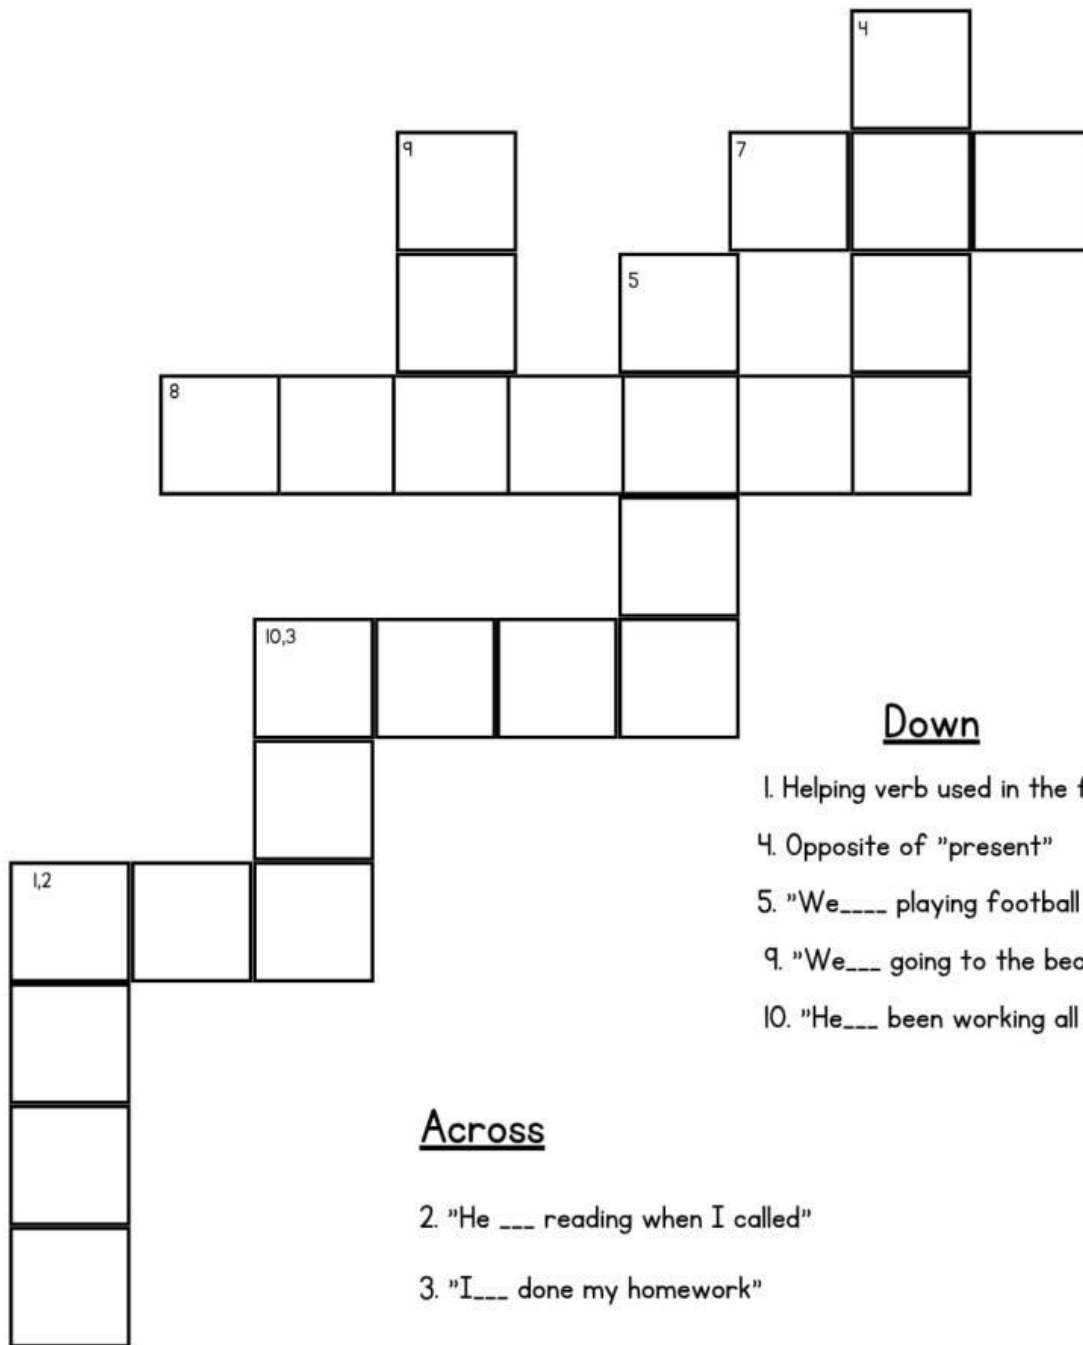 4
9
7
5
8
10,3
Down
1. Helping verb used in the
4. Opposite of "present"
5. "We____ playing football
1,2
9. "We___ going to the
10. "He___ been working all
Across
2. "He ___ reading when I called"
3. "I___ done my homework"